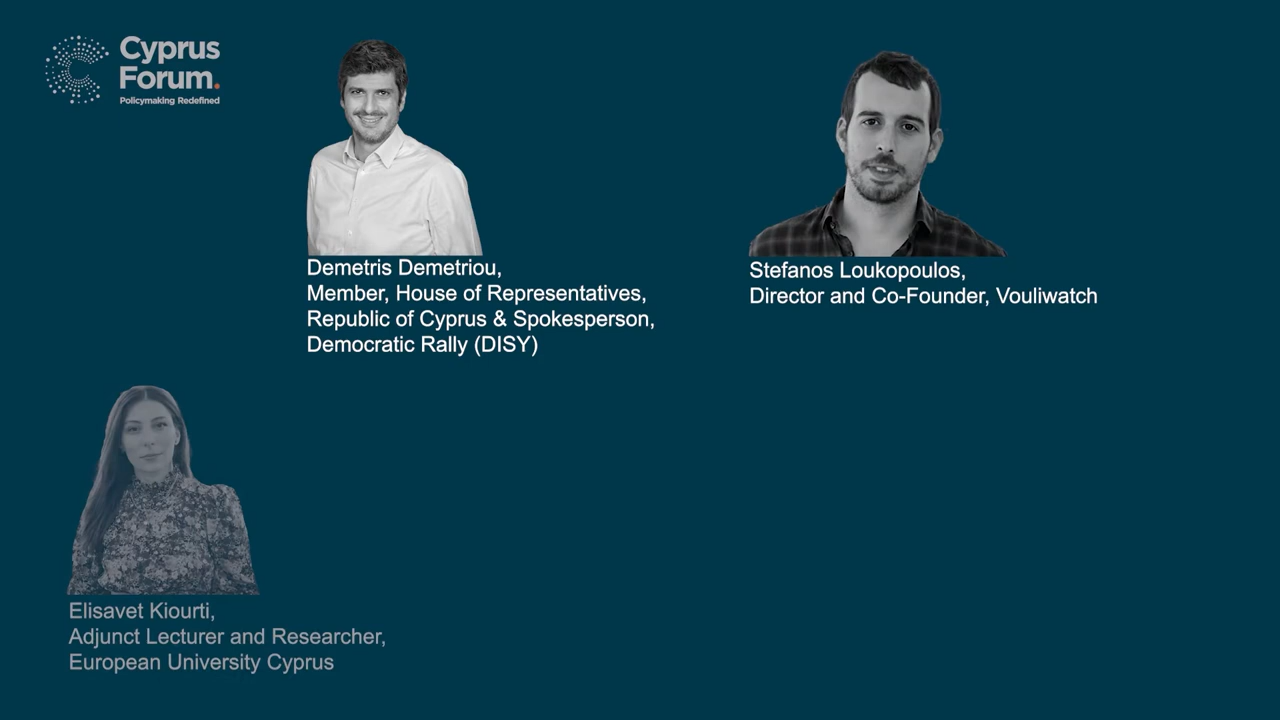 Cyprus
Forum.
Policymaking Redefined
Demetris Demetriou,
Member, House of Representatives,
Republic of Cyprus & Spokesperson,
Democratic Rally (DISY)
Stefanos Loukopoulos,
Director and Co-Founder, Vouliwatch
Elisavet Kiourti,
Adjunct Lecturer and Researcher,
European University Cyprus